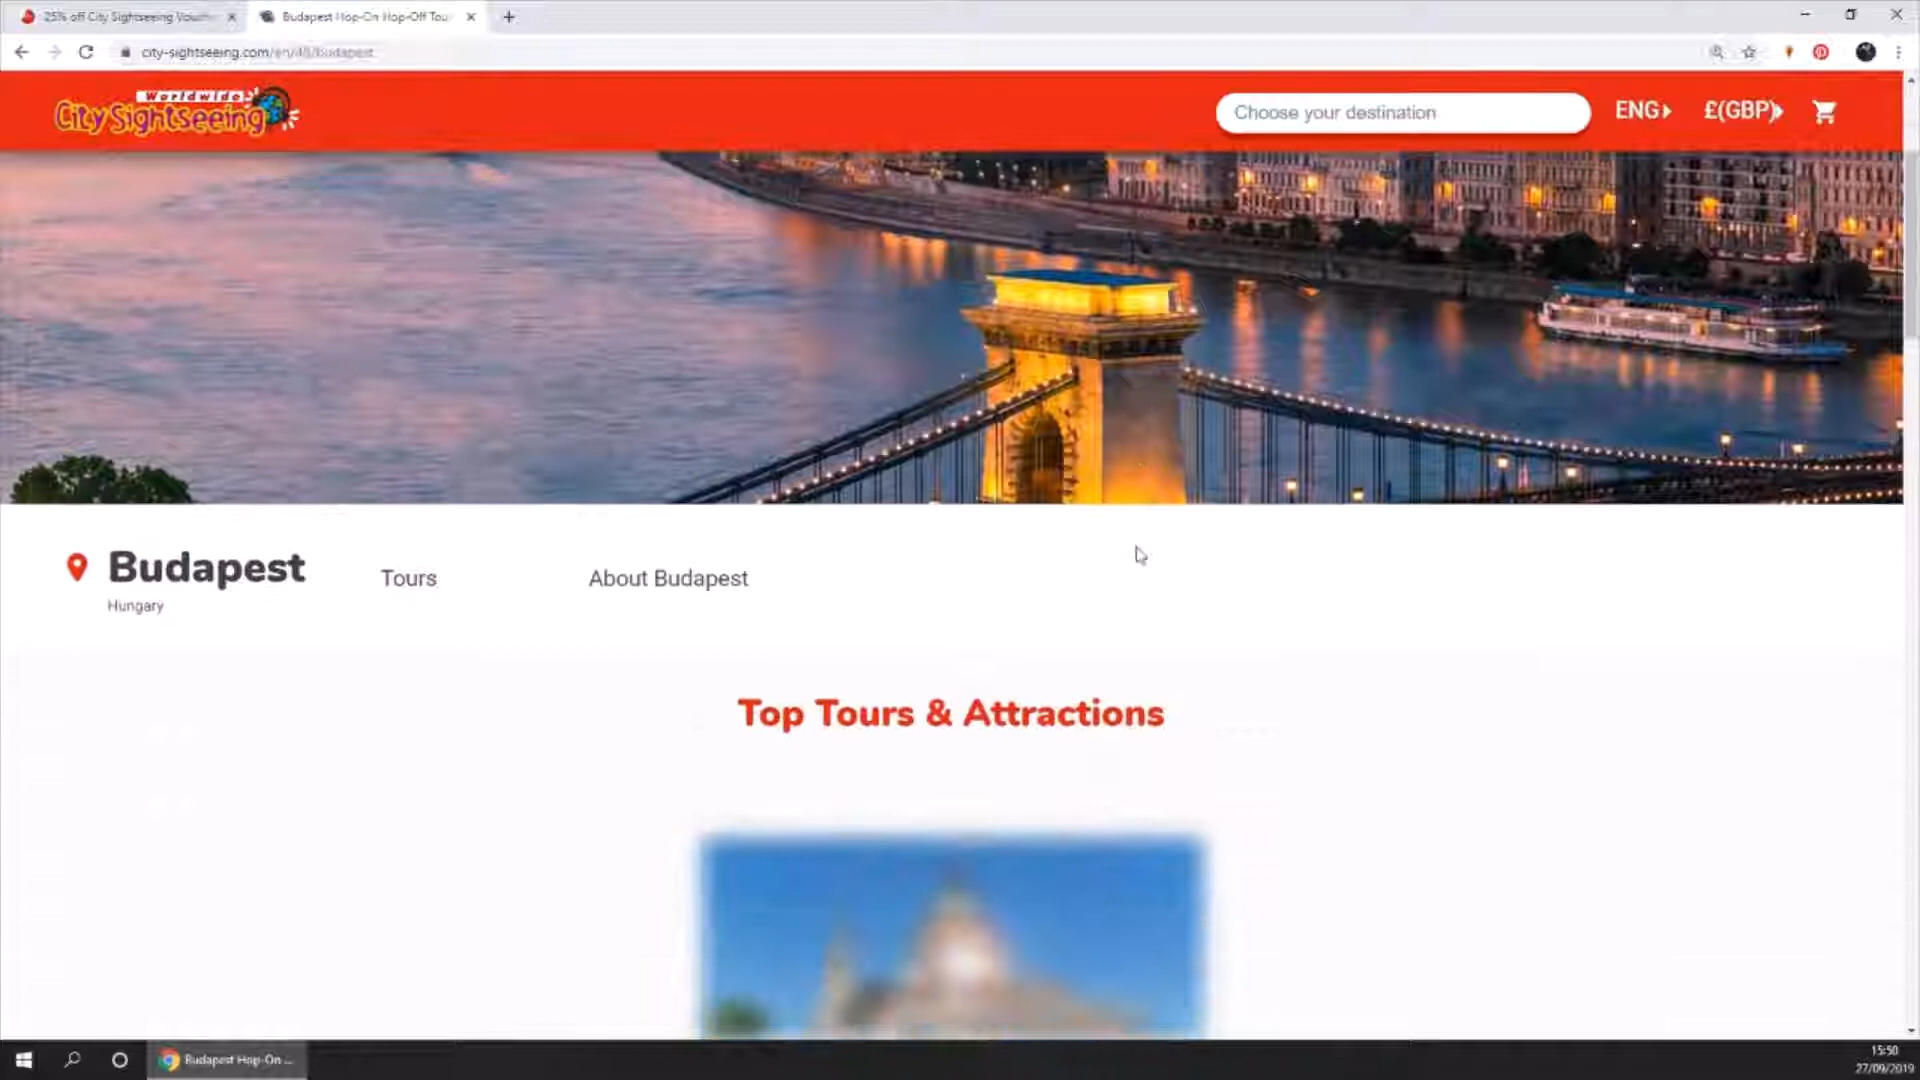 25% off City Sightseeing Vouche
Budapest Hop-On Hop-Off Tou
city-sightseeing.com/en/48/budapest
Worldwide
City Sightseeing
Choose your destination
ENG
£(GBP)
Budapest
Tours
About Budapest
Hungary
Top Tours & Attractions
Budapest Hop-On ...
15:50
27/09/2019